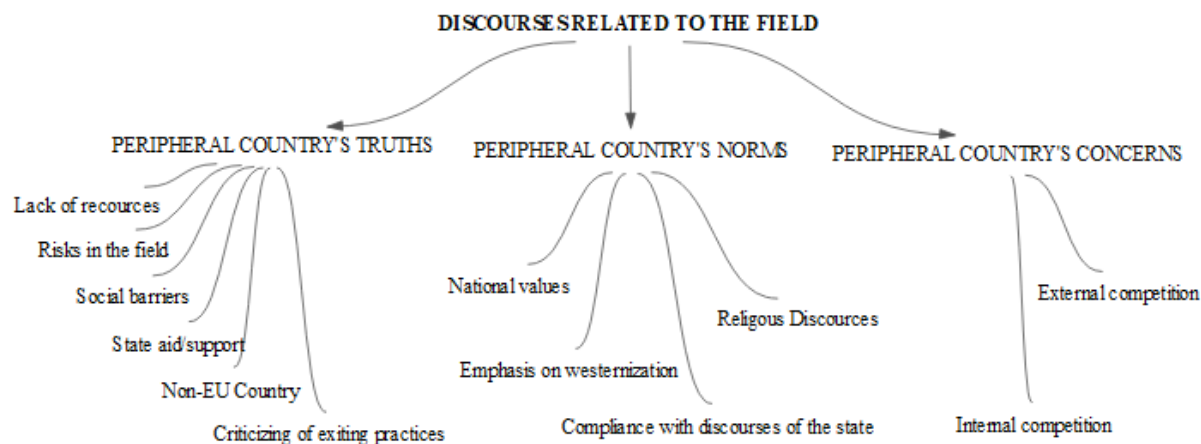 DISCOURSES RELATED TO THE FIELD
PERIPHERAL COUNTRY'S TRUTHS
Lack of recources
Risks in the field
Social barriers
State aid/support
Non-EU Country
Criticizing of exiting practices
PERIPHERAL COUNTRY'S NORMS
National values
Emphasis on westernization
Compliance with discourses of the state
Religous Discources
PERIPHERAL COUNTRY'S CONCERNS
External competition
Internal competition